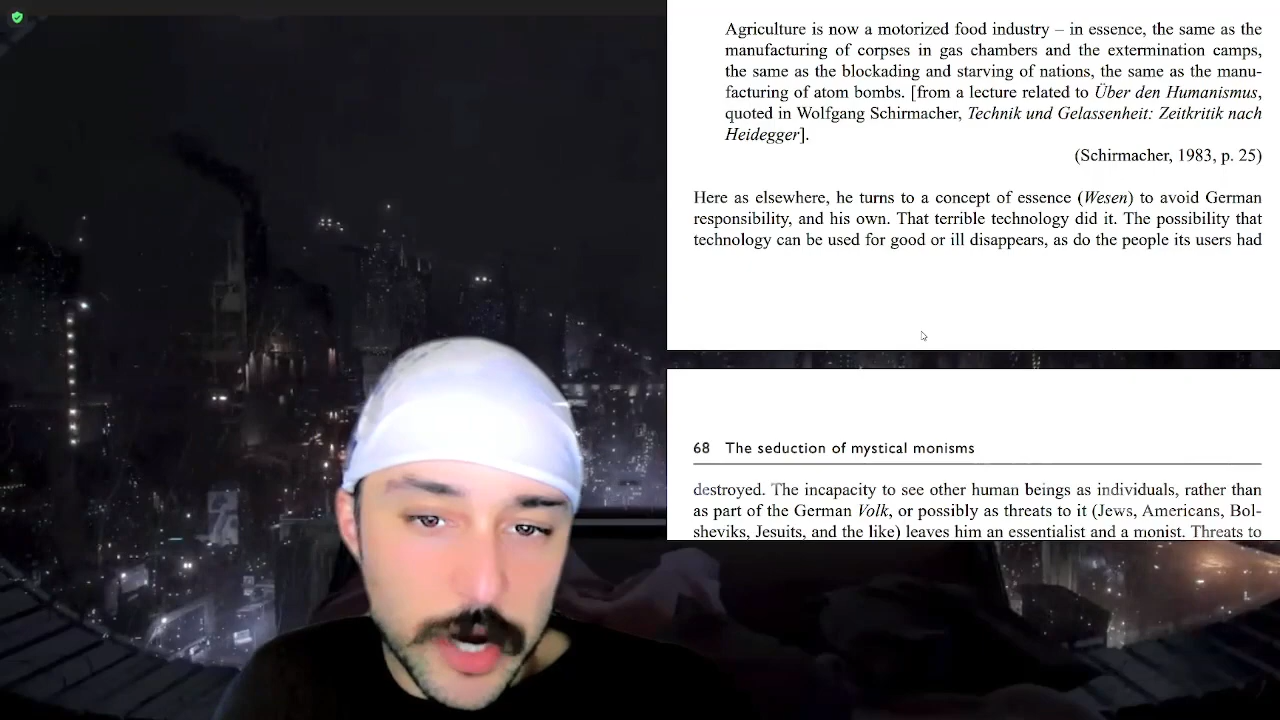 Agriculture is now a motorized food industry – in essence, the same as the
manufacturing of corpses in gas chambers and the extermination camps,
the same as the blockading and starving of nations, the same as the manu-
facturing of atom bombs. [from a lecture related to Über den Humanismus,
quoted in Wolfgang Schirmacher, Technik und Gelassenheit: Zeitkritik nach
Heidegger].
(Schirmacher, 1983, p. 25)
Here as elsewhere, he turns to a concept of essence (Wesen) to avoid German
responsibility, and his own. That terrible technology did it. The possibility that
technology can be used for good or ill disappears, as do the people its users had
68 The seduction of mystical monisms
destroyed. The incapacity to see other human beings as individuals, rather than
as part of the German Volk, or possibly as threats to it (Jews, Americans, Bol-
sheviks, Jesuits, and the like) leaves him an essentialist and a monist. Threats to